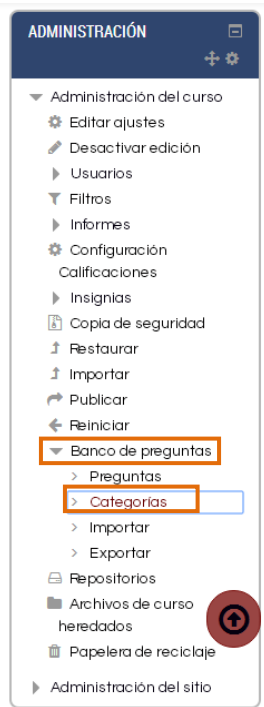 ADMINISTRACIÓN
Administración del curso
Editar ajustes
Desactivar edición
Usuarios
Filtros
Informes
Configuración
Calificaciones
Insignias
Copia de seguridad
Restaurar
Importar
Publicar
Reiniciar
Banco de preguntas
Preguntas
Categorías
Importar
Exportar
Repositorios
Archivos de curso
heredados
Papelera de reciclaje
Administración del sitio